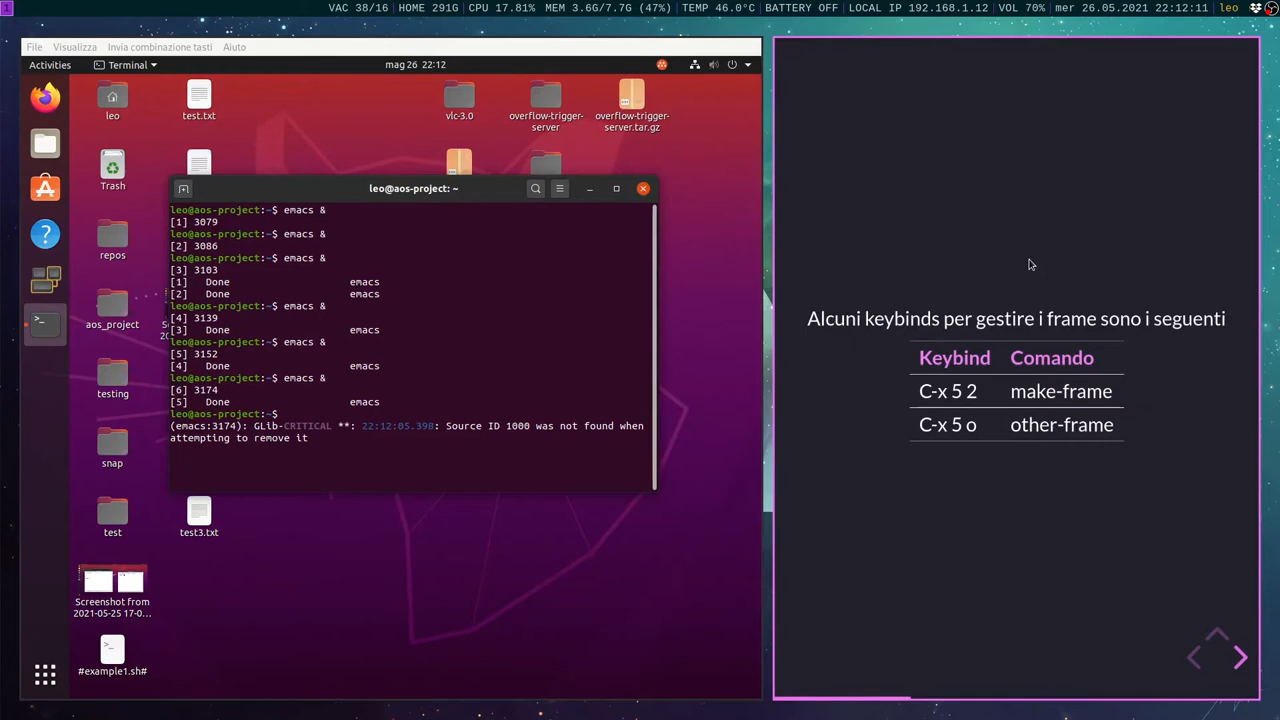 1
VAC 38/16 | HOME 291G | CPU 17.81% | MEM 3.6G/7.7G (47%) | TEMP 46.0°C | BATTERY OFF | LOCAL IP 192.168.1.12 | VOL 70% | mer 26.05.2021 22:12:11 | leo
File Visualizza Invia combinazione tasti Aiuto
Activities Terminal mag 26 22:12
leo
test.txt
vlc-3.0
overflow-trigger-
server
overflow-trigger-
server.tar.gz
Trash
repos
aos_project
testing
snap
test
test3.txt
Screenshot from
2021-05-25 17-0...
#example1.sh#
leo@aos-project: ~
leo@aos-project:~$ emacs &
[1] 3079
leo@aos-project:~$ emacs &
[2] 3086
leo@aos-project:~$ emacs &
[3] 3103
[1] Done emacs
[2] Done emacs
leo@aos-project:~$ emacs &
[4] 3139
[3] Done emacs
leo@aos-project:~$ emacs &
[5] 3152
[4] Done emacs
leo@aos-project:~$ emacs &
[6] 3174
[5] Done emacs
leo@aos-project:~$
(emacs:3174): GLib-CRITICAL **: 22:12:05.398: Source ID 1000 was not found when
attempting to remove it
Alcuni keybinds per gestire i frame sono i seguenti
Keybind Comando
C-x 5 2 make-frame
C-x 5 o other-frame